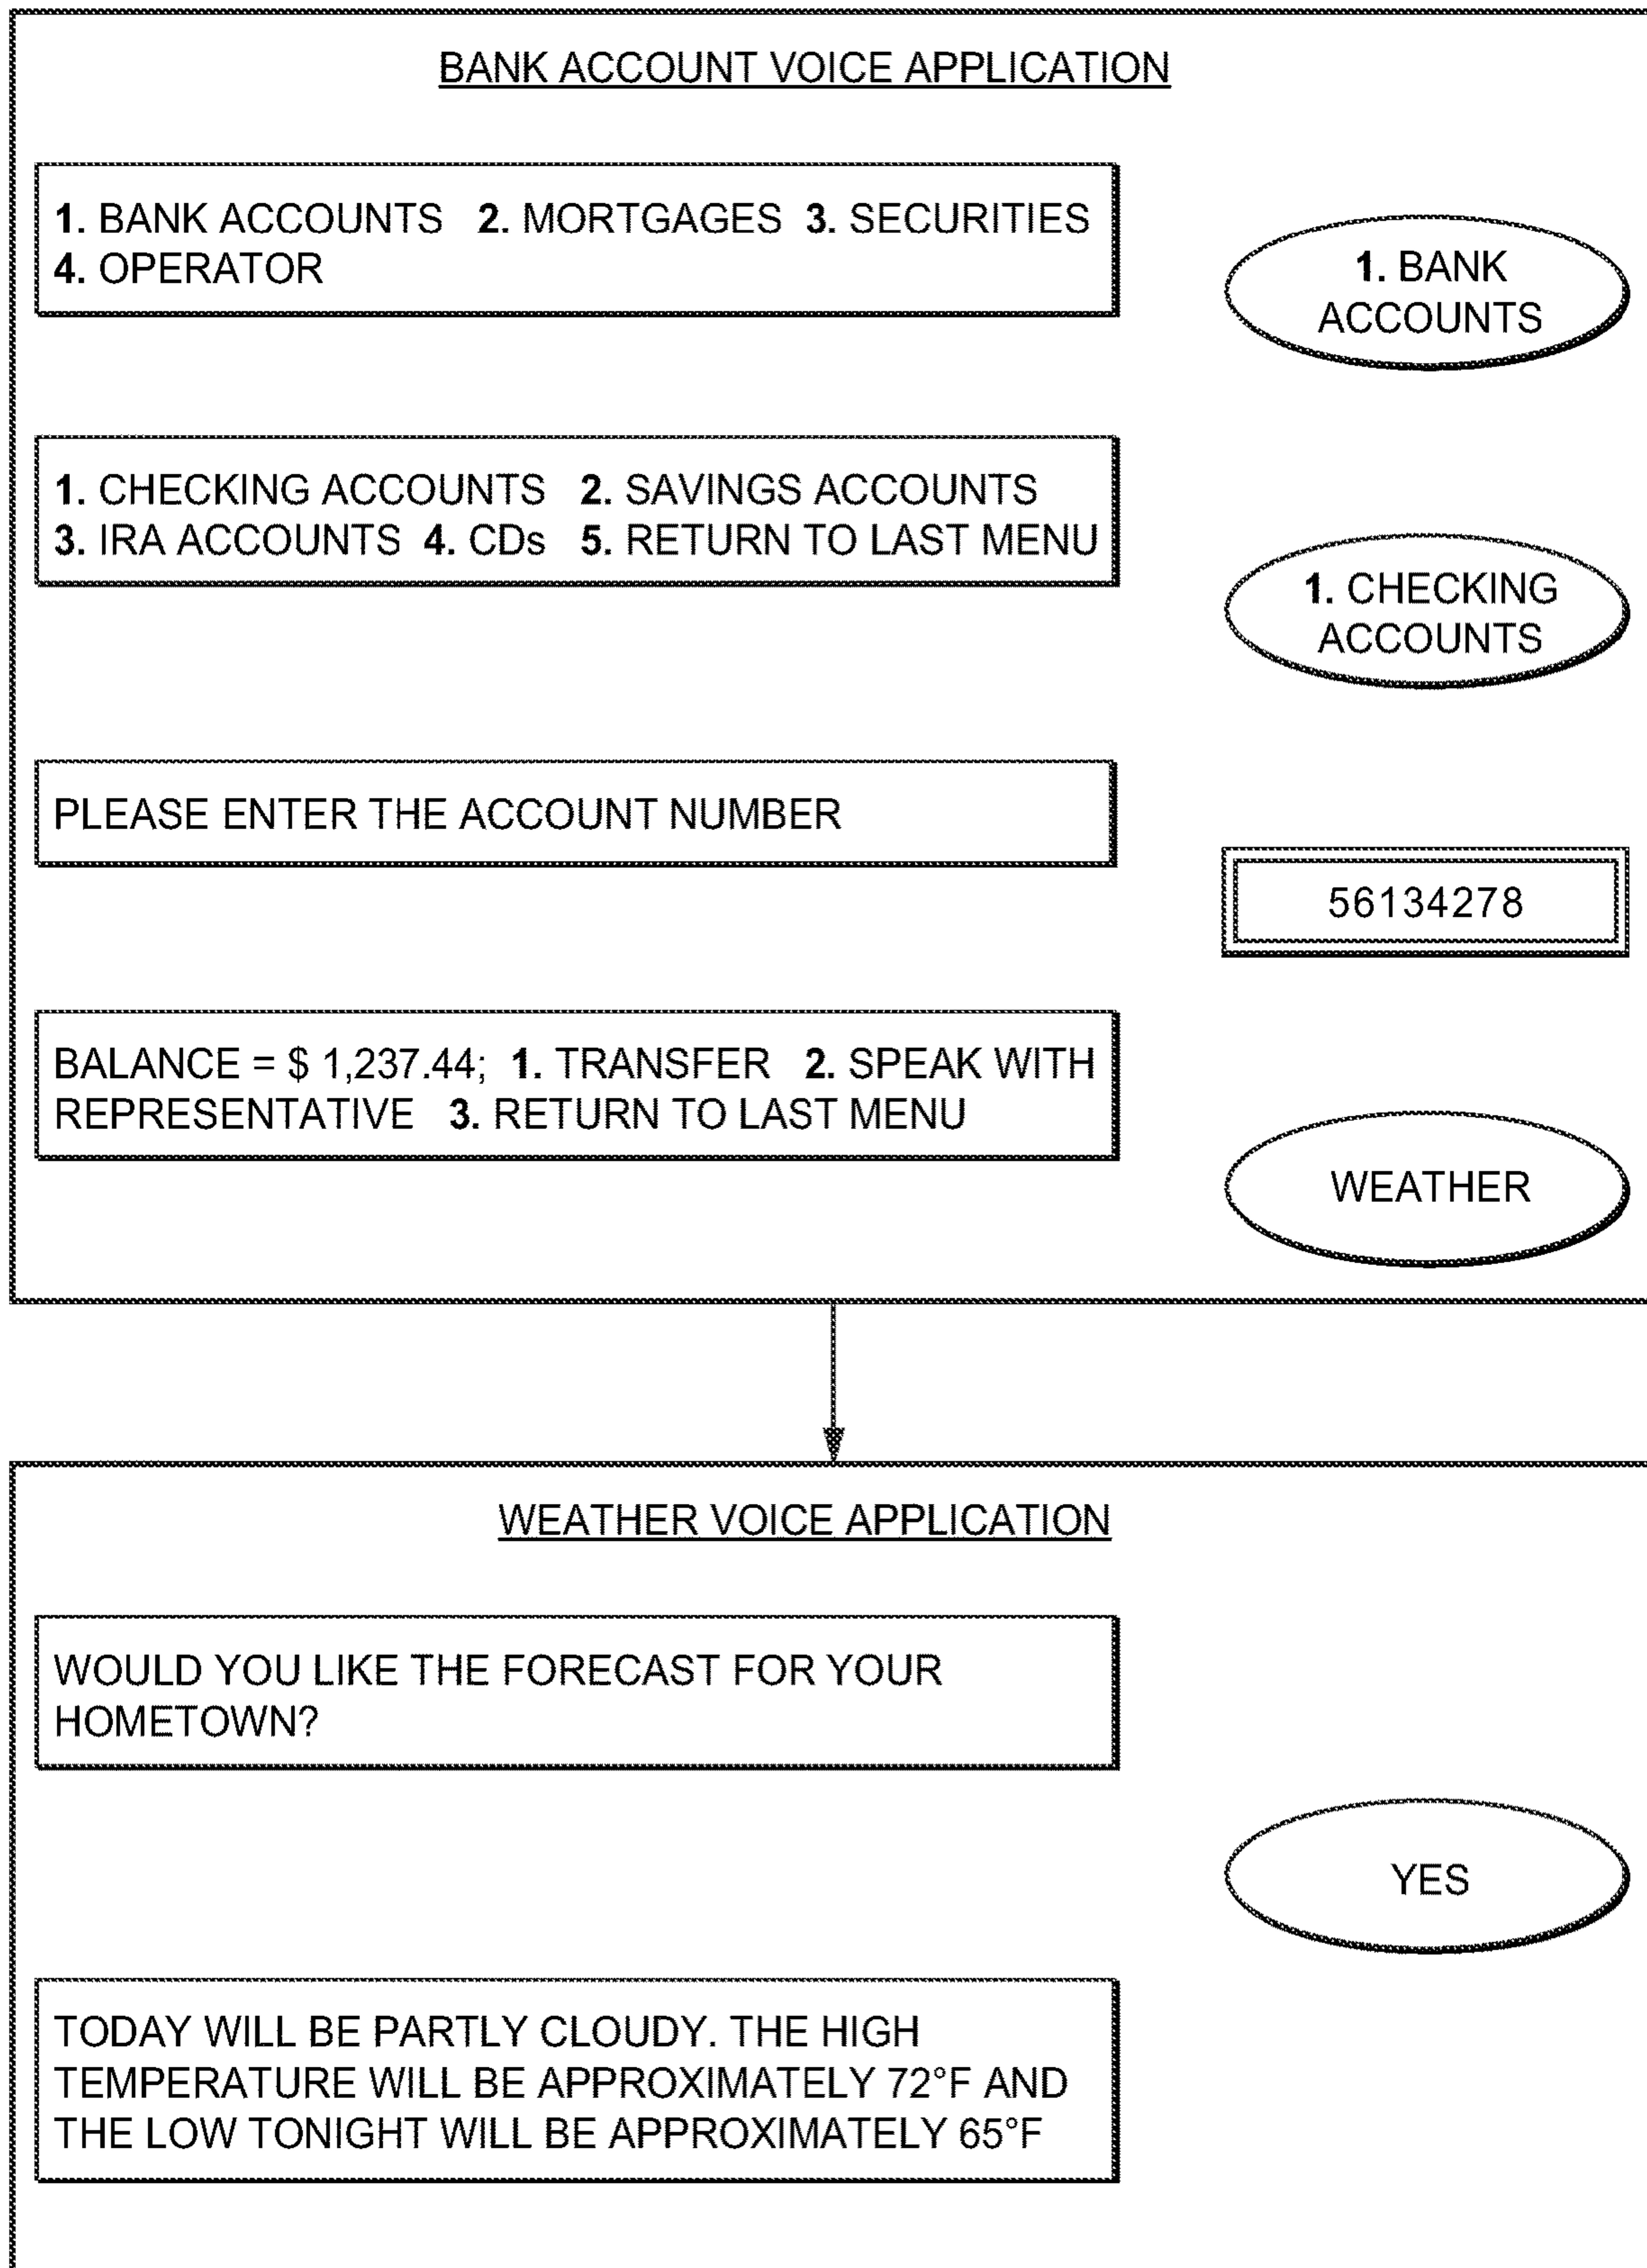 BANK ACCOUNT VOICE APPLICATION
1. BANK ACCOUNTS 2. MORTGAGES 3. SECURITIES
4. OPERATOR
1. BANK
ACCOUNTS
1. CHECKING ACCOUNTS 2. SAVINGS ACCOUNTS
3. IRA ACCOUNTS 4. CDs 5. RETURN TO LAST MENU
1. CHECKING
ACCOUNTS
PLEASE ENTER THE ACCOUNT NUMBER
56134278
BALANCE = $ 1,237.44; 1. TRANSFER 2. SPEAK WITH
REPRESENTATIVE 3. RETURN TO LAST MENU
WEATHER
WEATHER VOICE APPLICATION
WOULD YOU LIKE THE FORECAST FOR YOUR
HOMETOWN?
YES
TODAY WILL BE PARTLY CLOUDY. THE HIGH
TEMPERATURE WILL BE APPROXIMATELY 72°F AND
THE LOW TONIGHT WILL BE APPROXIMATELY 65°F